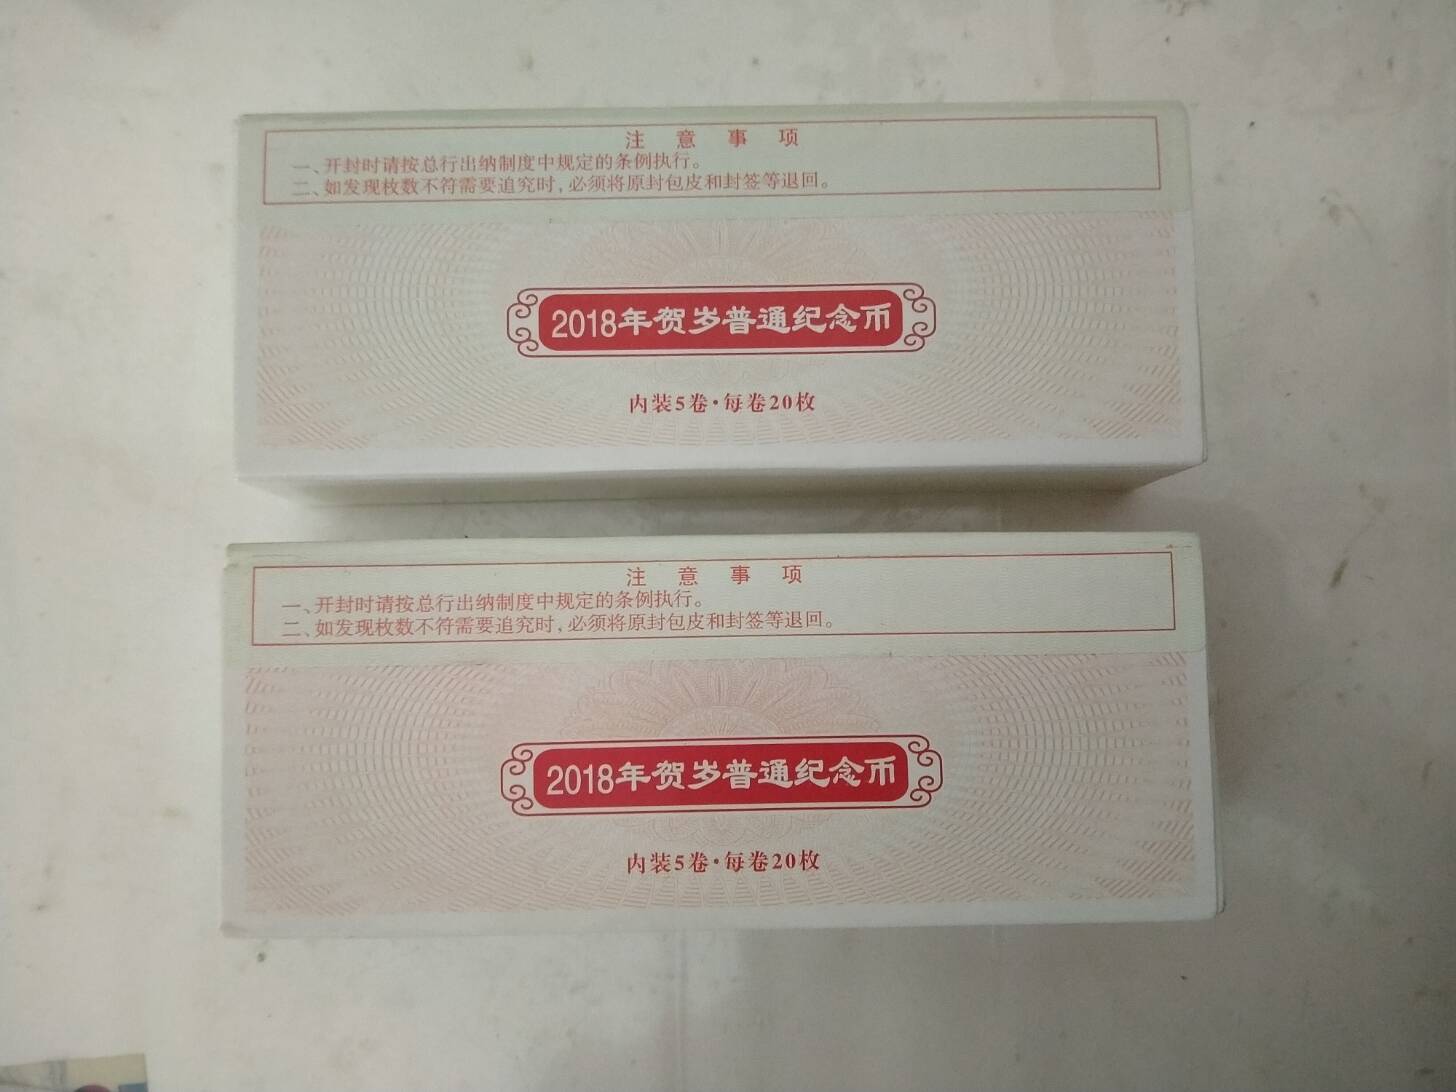 注意事项
一、开封时请按总行出纳制度中规定的条例执行。
二、如发现枚数不符需要追究时,必须将原封包皮和封签等退回。
2018年贺岁普通纪念币
内装5卷·每卷20枚
注意事项
一、开封时请按总行出纳制度中规定的条例执行。
二、如发现枚数不符需要追究时,必须将原封包皮和封签等退回。
2018年贺岁普通纪念币
内装5卷·每卷20枚